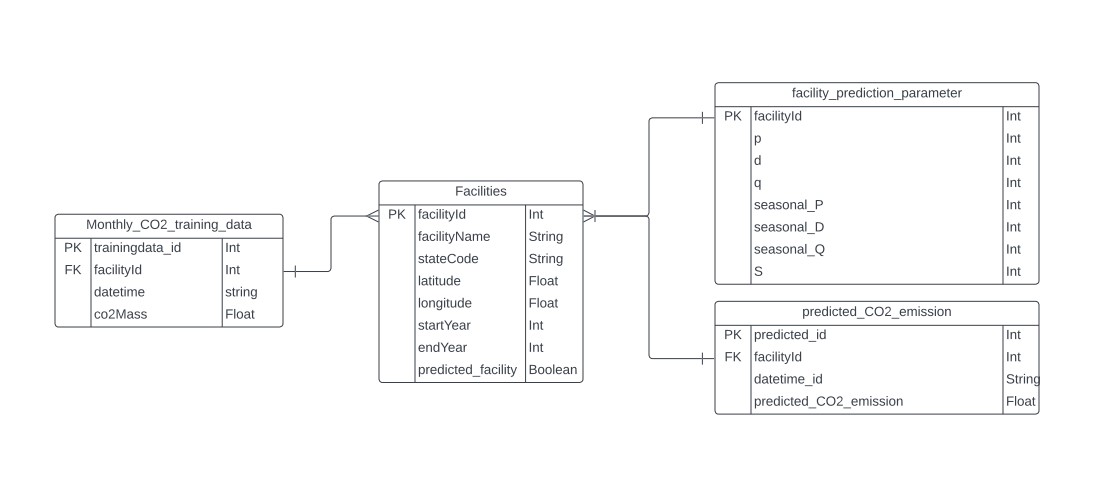 Monthly_CO2_training_data
PK trainingdata_id Int
FK facilityId Int
datetime string
co2Mass Float
Facilities
PK facilityId Int
facilityName String
stateCode String
latitude Float
longitude Float
startYear Int
endYear Int
predicted_facility Boolean
facility_prediction_parameter
PK facilityId Int
p Int
d Int
q Int
seasonal_P Int
seasonal_D Int
seasonal_Q Int
S Int
predicted_CO2_emission
PK predicted_id Int
FK facilityId Int
datetime_id String
predicted_CO2_emission Float